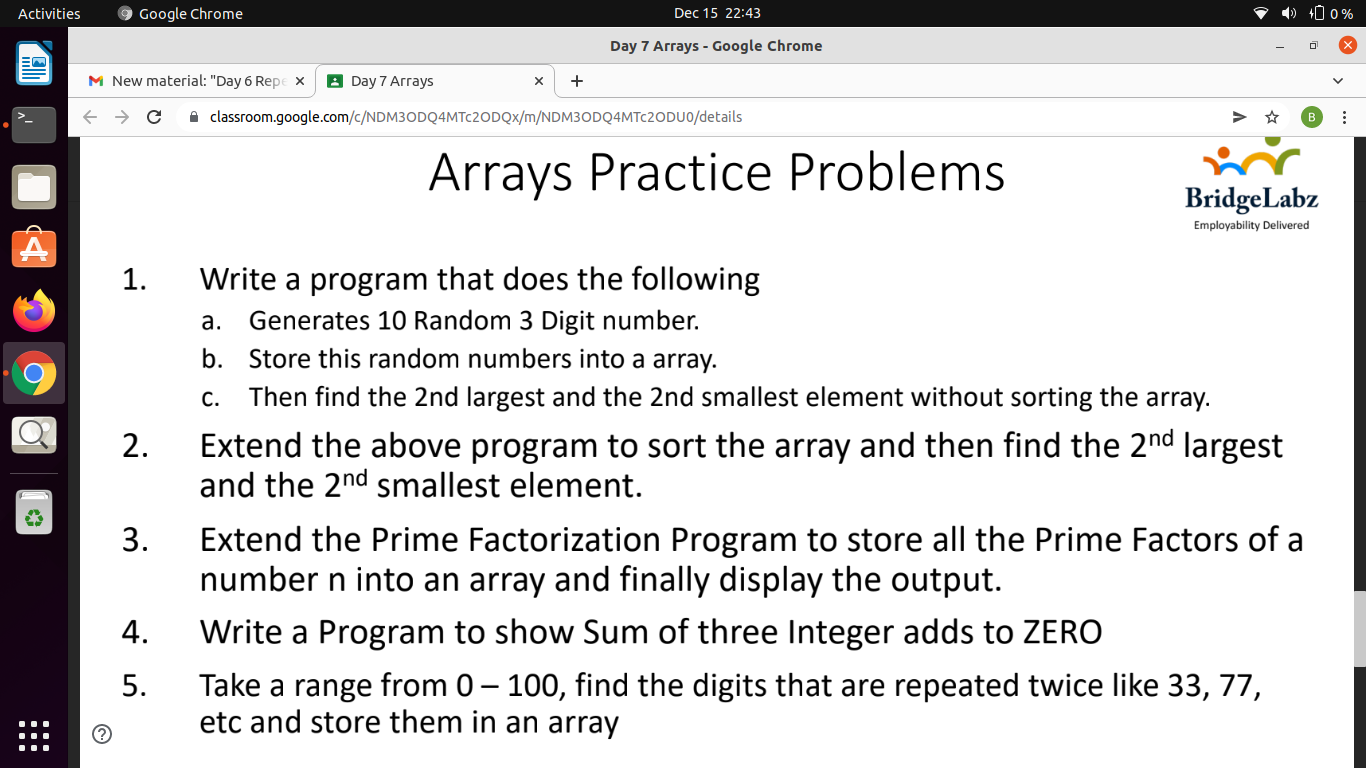 Activities
Google Chrome
Dec 15 22:43
0 %
Day 7 Arrays - Google Chrome
New material: "Day 6 Repe
Day 7 Arrays
classroom.google.com/c/NDM3ODQ4MTc2ODQx/m/NDM3ODQ4MTc2ODU0/details
B
Arrays Practice Problems
BridgeLabz
Employability Delivered
1. Write a program that does the following
a. Generates 10 Random 3 Digit number.
b. Store this random numbers into a array.
c. Then find the 2nd largest and the 2nd smallest element without sorting the array.
2. Extend the above program to sort the array and then find the 2nd largest
and the 2nd smallest element.
3. Extend the Prime Factorization Program to store all the Prime Factors of a
number n into an array and finally display the output.
4. Write a Program to show Sum of three Integer adds to ZERO
5. Take a range from 0 – 100, find the digits that are repeated twice like 33, 77,
etc and store them in an array